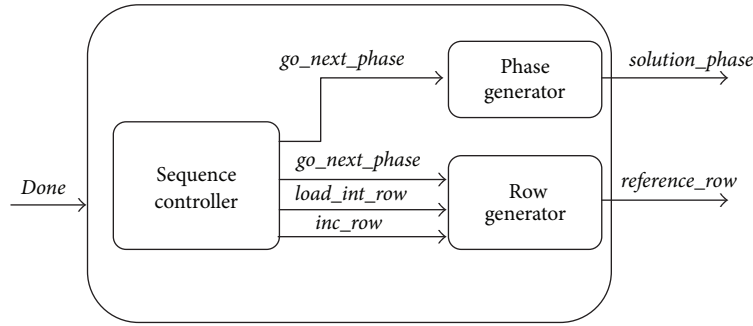 go_next_phase
Phase
generator
solution_phase
Done
Sequence
controller
go_next_phase
load_int_row
inc_row
Row
generator
reference_row